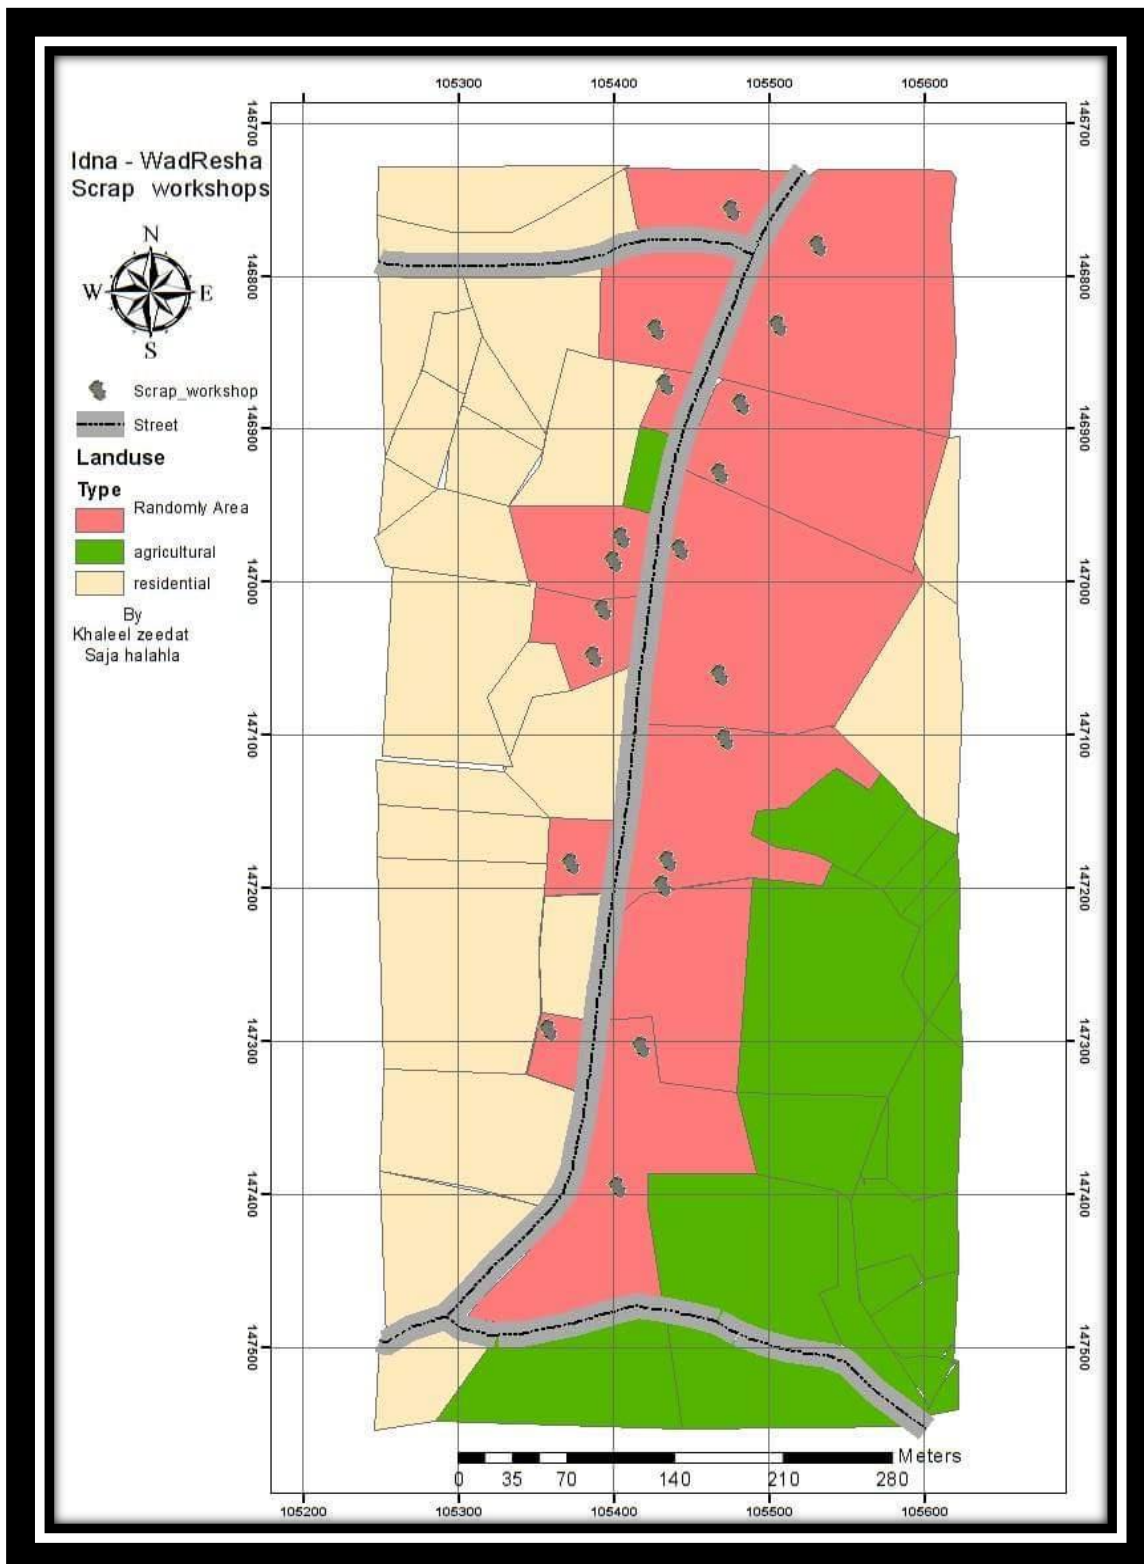 105300 105400 105500 105600
146700 146700
Idna - WadResha
Scrap workshops
N
W E
S
146800 146800
Scrap_workshop
Street
146900 146900
Landuse
Type
Randomly Area
agricultural
residential
147000 147000
By
Khaleel zeedat
Saja halahla
147100 147100
147200 147200
147300 147300
147400 147400
147500 147500
Meters
0 35 70 140 210 280
105200 105300 105400 105500 105600